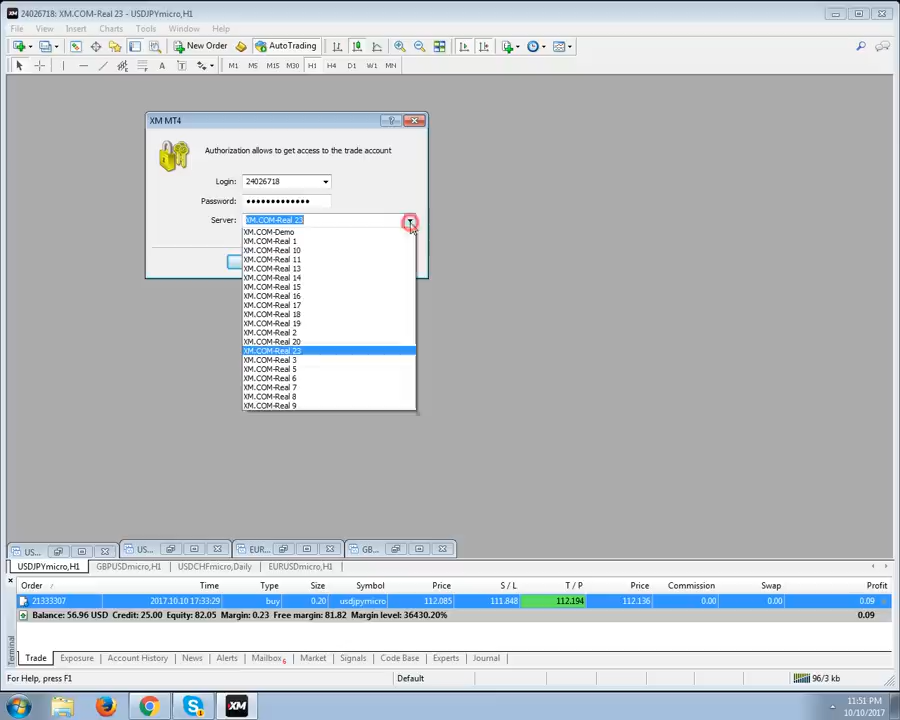 24026718: XM.COM-Real 23 - USDJPYmicro,H1
File View Insert Charts Tools Window Help
New Order AutoTrading
M1 M5 M15 M30 H1 H4 D1 W1 MN
XM MT4
Authorization allows to get access to the trade account
Login: 24026718
Password: •••••••••••••
Server: XM.COM-Real 23
XM.COM-Demo
XM.COM-Real 1
XM.COM-Real 10
XM.COM-Real 11
XM.COM-Real 13
XM.COM-Real 14
XM.COM-Real 15
XM.COM-Real 16
XM.COM-Real 17
XM.COM-Real 18
XM.COM-Real 19
XM.COM-Real 2
XM.COM-Real 20
XM.COM-Real 23
XM.COM-Real 3
XM.COM-Real 5
XM.COM-Real 6
XM.COM-Real 7
XM.COM-Real 8
XM.COM-Real 9
US... US... EUR... GB...
USDJPYmicro,H1 GBPUSDmicro,H1 USDCHFmicro,Daily EURUSDmicro,H1
Order Time Type Size Symbol Price S / L T / P Price Commission Swap Profit
21333307 2017.10.10 17:33:29 buy 0.20 usdjpymicro 112.085 111.848 112.194 112.136 0.00 0.00 0.09
Balance: 56.96 USD Credit: 25.00 Equity: 82.05 Margin: 0.23 Free margin: 81.82 Margin level: 36430.20% 0.09
Terminal
Trade Exposure Account History News Alerts Mailbox 6 Market Signals Code Base Experts Journal
For Help, press F1 Default 96/3 kb
XM
11:51 PM
10/10/2017